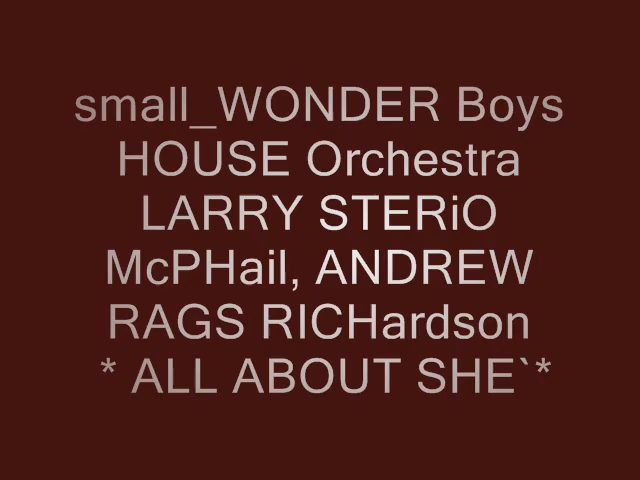 small_WONDER Boys
HOUSE Orchestra
LARRY STERiO
McPHail, ANDREW
RAGS RICHardson
* ALL ABOUT SHE`*